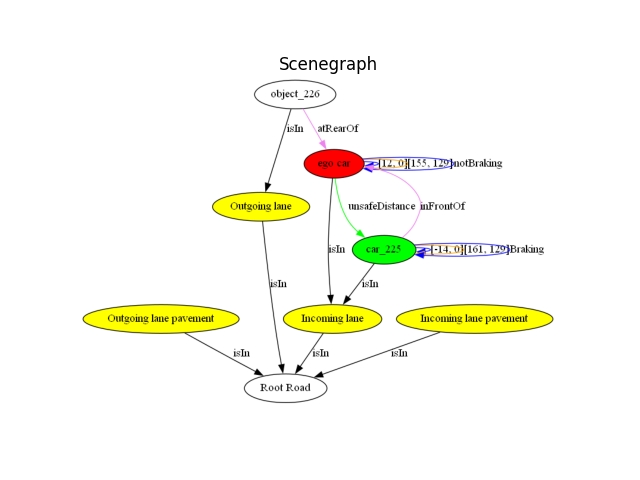 Scenegraph
object_226
isIn
atRearOf
ego car
[12, 0]
[155, 129]
notBraking
Outgoing lane
unsafeDistance
inFrontOf
isIn
car_225
[-14, 0]
[161, 129]
Braking
isIn
isIn
Outgoing lane pavement
Incoming lane
Incoming lane pavement
isIn
isIn
isIn
Root Road